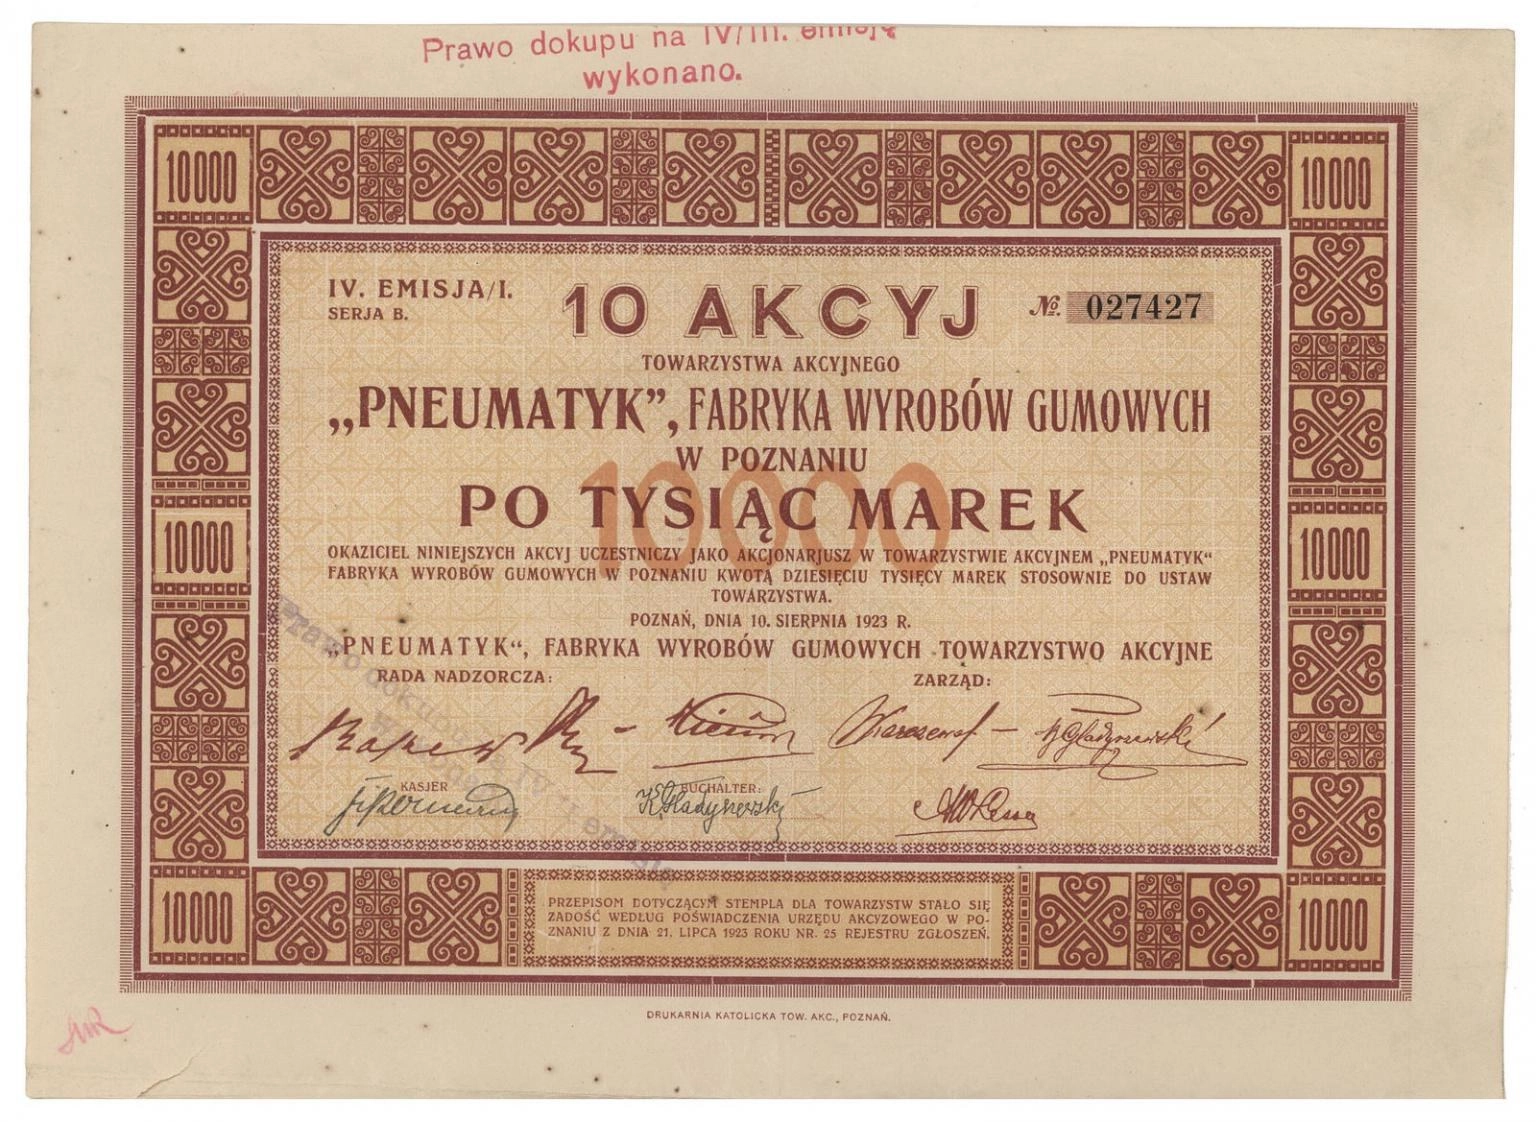 Prawo dokupu na IV/III. emisję
wykonano.
10000
10000
IV. EMISJA/I.
SERJA B.
10 AKCYJ
№. 027427
TOWARZYSTWA AKCYJNEGO
„PNEUMATYK”, FABRYKA WYROBÓW GUMOWYCH
W POZNANIU
10000
PO TYSIĄC MAREK
10000
10000
OKAZICIEL NINIEJSZYCH AKCYJ UCZESTNICZY JAKO AKCJONARJUSZ W TOWARZYSTWIE AKCYJNEM „PNEUMATYK“
FABRYKA WYROBÓW GUMOWYCH W POZNANIU KWOTĄ DZIESIĘCIU TYSIĘCY MAREK STOSOWNIE DO USTAW
TOWARZYSTWA.
POZNAŃ, DNIA 10. SIERPNIA 1923 R.
„PNEUMATYK“, FABRYKA WYROBÓW GUMOWYCH TOWARZYSTWO AKCYJNE
RADA NADZORCZA:
ZARZĄD:
Prawo dokupu na IV emisję
KASJER
BUCHALTER:
10000
10000
PRZEPISOM DOTYCZĄCYM STEMPLA DLA TOWARZYSTW STAŁO SIĘ
ZADOŚĆ WEDŁUG POŚWIADCZENIA URZĘDU AKCYZOWEGO W PO-
ZNANIU Z DNIA 21. LIPCA 1923 ROKU NR. 25 REJESTRU ZGŁOSZEŃ.
DRUKARNIA KATOLICKA TOW. AKC., POZNAŃ.